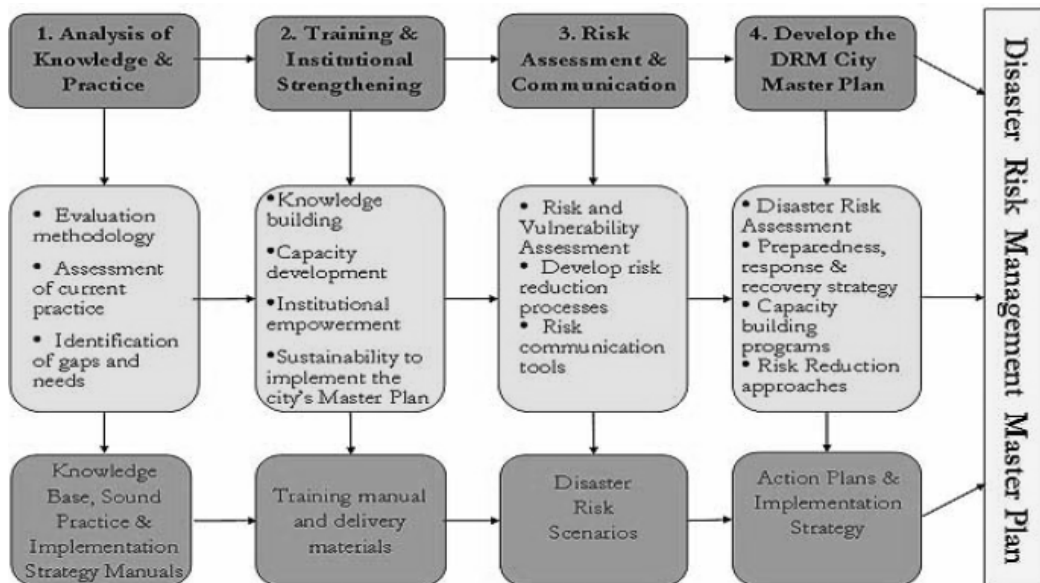 1. Analysis of
Knowledge &
Practice
2. Training &
Institutional
Strengthening
3. Risk
Assessment &
Communication
4. Develop the
DRM City
Master Plan
• Evaluation
methodology
• Assessment
of current
practice
• Identification
of gaps and
needs
• Knowledge
building
• Capacity
development
• Institutional
empowerment
• Sustainability to
implement the
city's Master Plan
• Risk and
Vulnerability
Assessment
• Develop risk
reduction
processes
• Risk
communication
tools
• Disaster Risk
Assessment
• Preparedness,
response &
recovery strategy
• Capacity
building
programs
• Risk Reduction
approaches
Knowledge
Base, Sound
Practice &
Implementation
Strategy Manuals
Training manual
and delivery
materials
Disaster
Risk
Scenarios
Action Plans &
Implementation
Strategy
Disaster Risk Management Master Plan